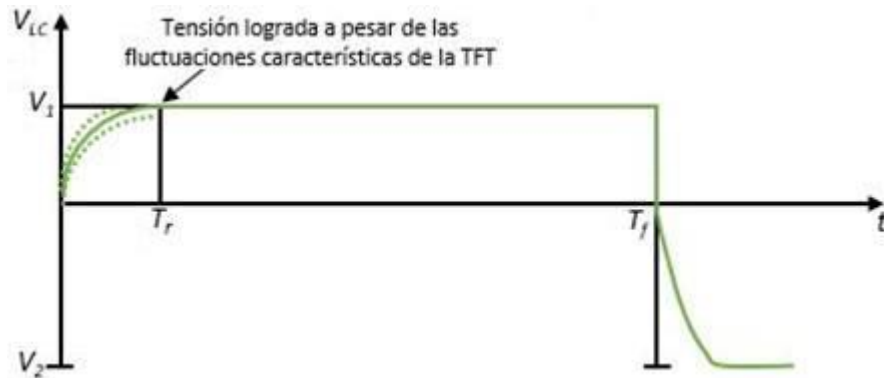 V_LC
Tensión lograda a pesar de las
fluctuaciones características de la TFT
V_1
T_r
T_f
t
V_2